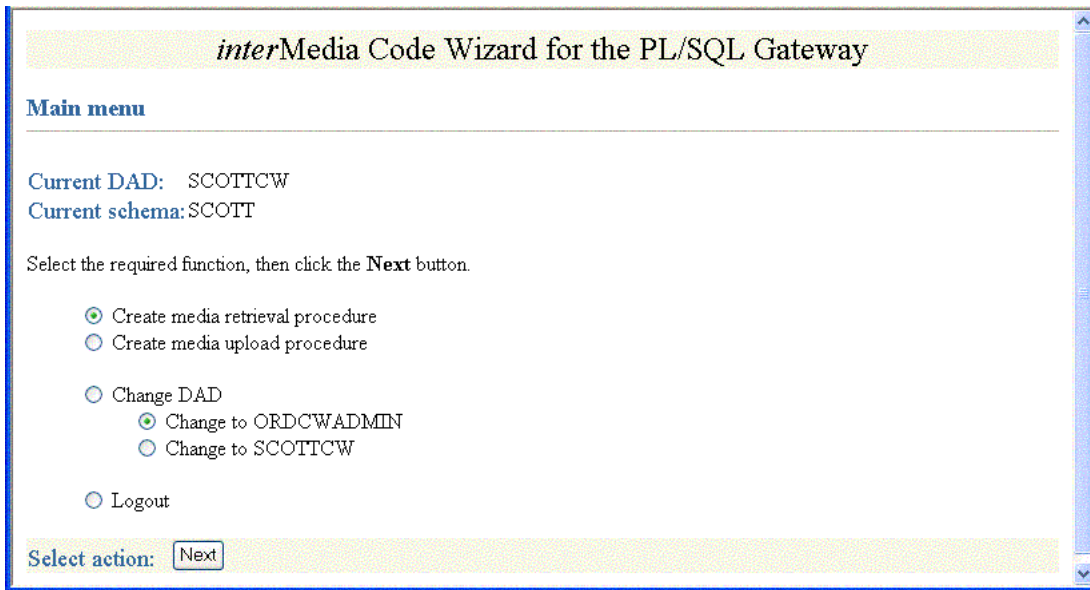 interMedia Code Wizard for the PL/SQL Gateway
Main menu
Current DAD: SCOTTCW
Current schema: SCOTT
Select the required function, then click the Next button.
Create media retrieval procedure
Create media upload procedure
Change DAD
Change to ORDCWADMIN
Change to SCOTTCW
Logout
Select action: Next